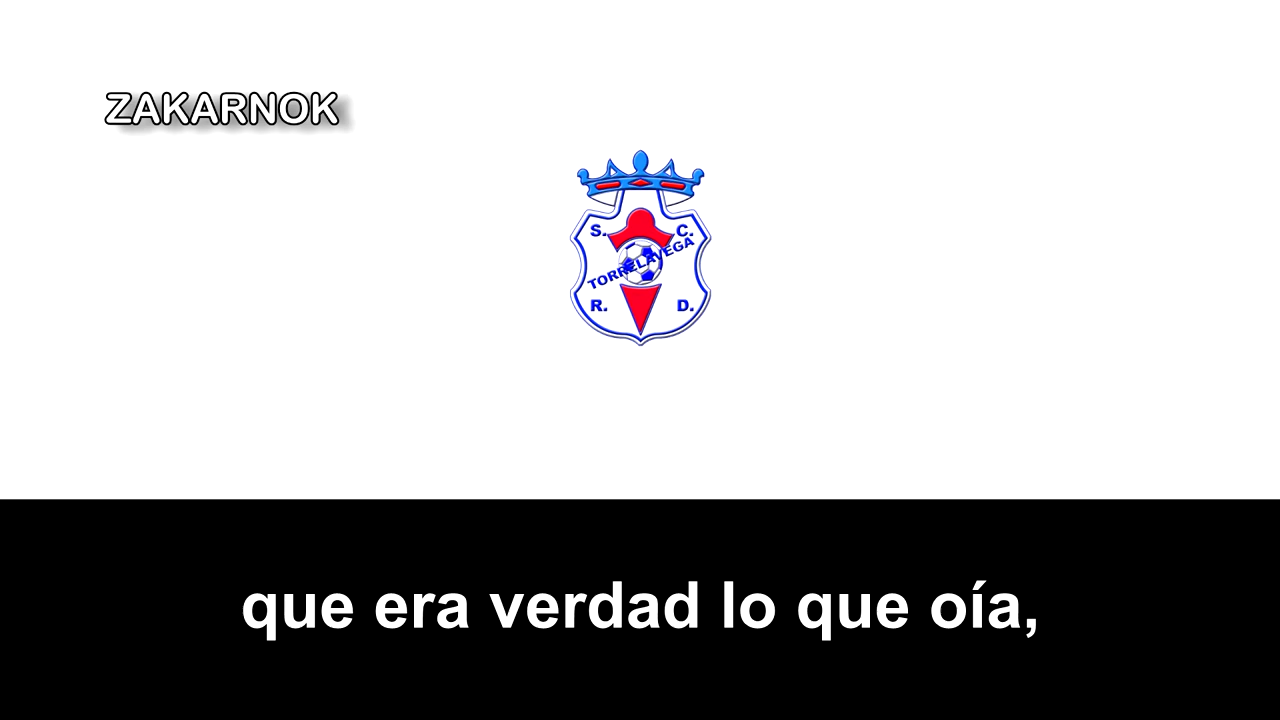 ZAKARNOK
S. C.
TORRELAVEGA
R. D.
que era verdad lo que oía,